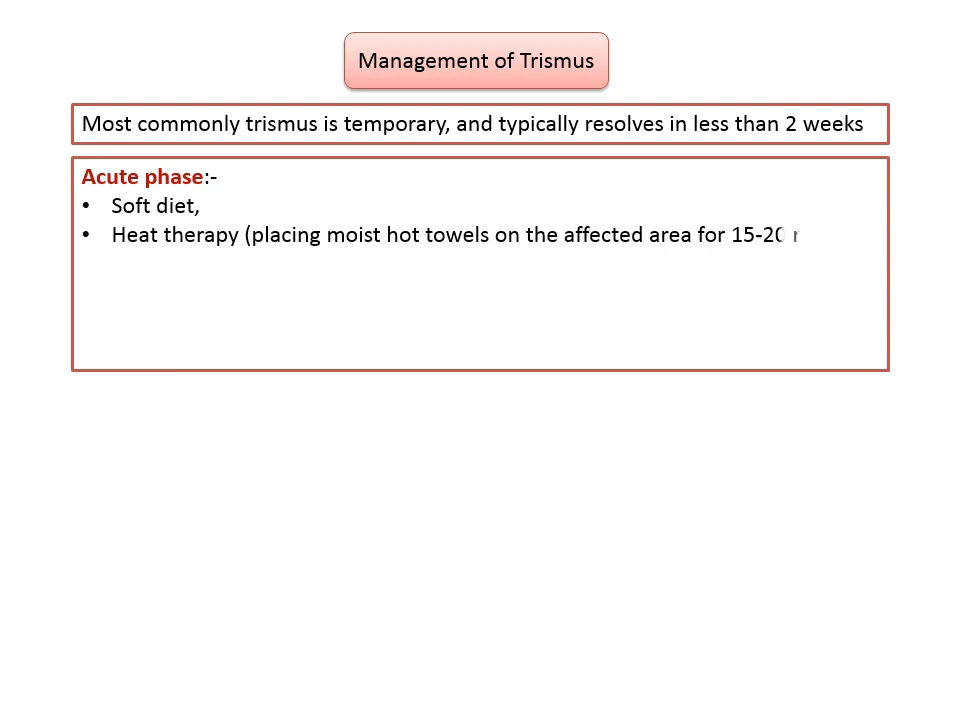 Management of Trismus
Most commonly trismus is temporary, and typically resolves in less than 2 weeks
Acute phase:-
• Soft diet,
• Heat therapy (placing moist hot towels on the affected area for 15-20